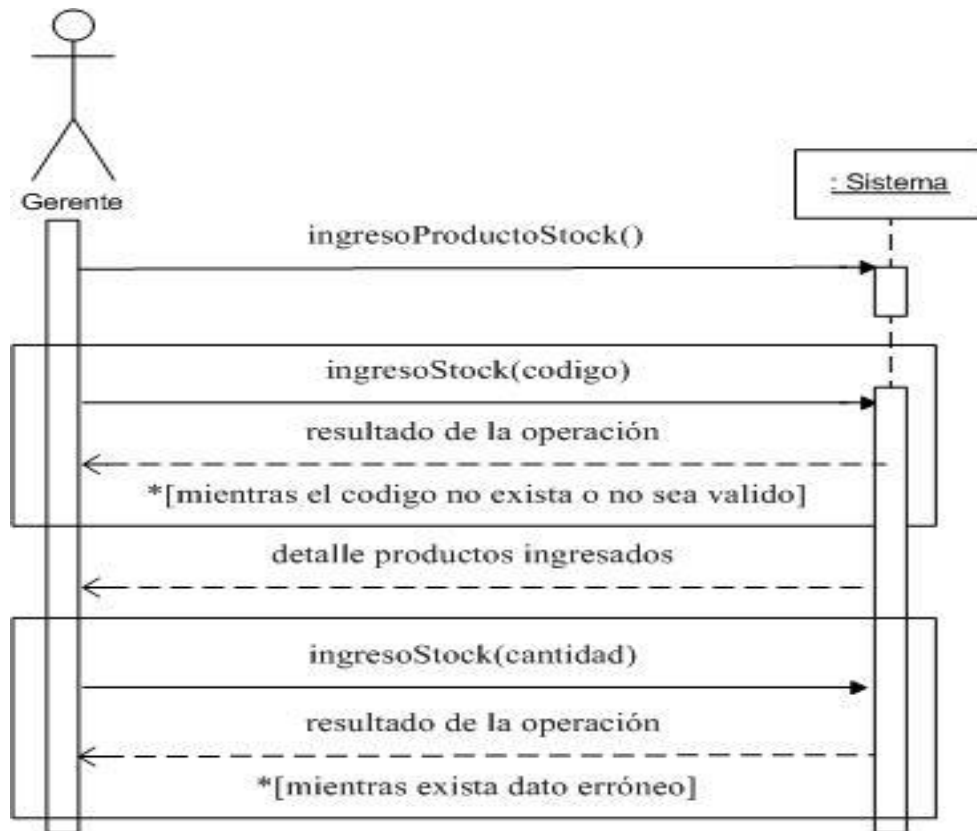 Gerente
: Sistema
ingresoProductoStock()
ingresoStock(codigo)
resultado de la operación
*[mientras el codigo no exista o no sea valido]
detalle productos ingresados
ingresoStock(cantidad)
resultado de la operación
*[mientras exista dato erróneo]